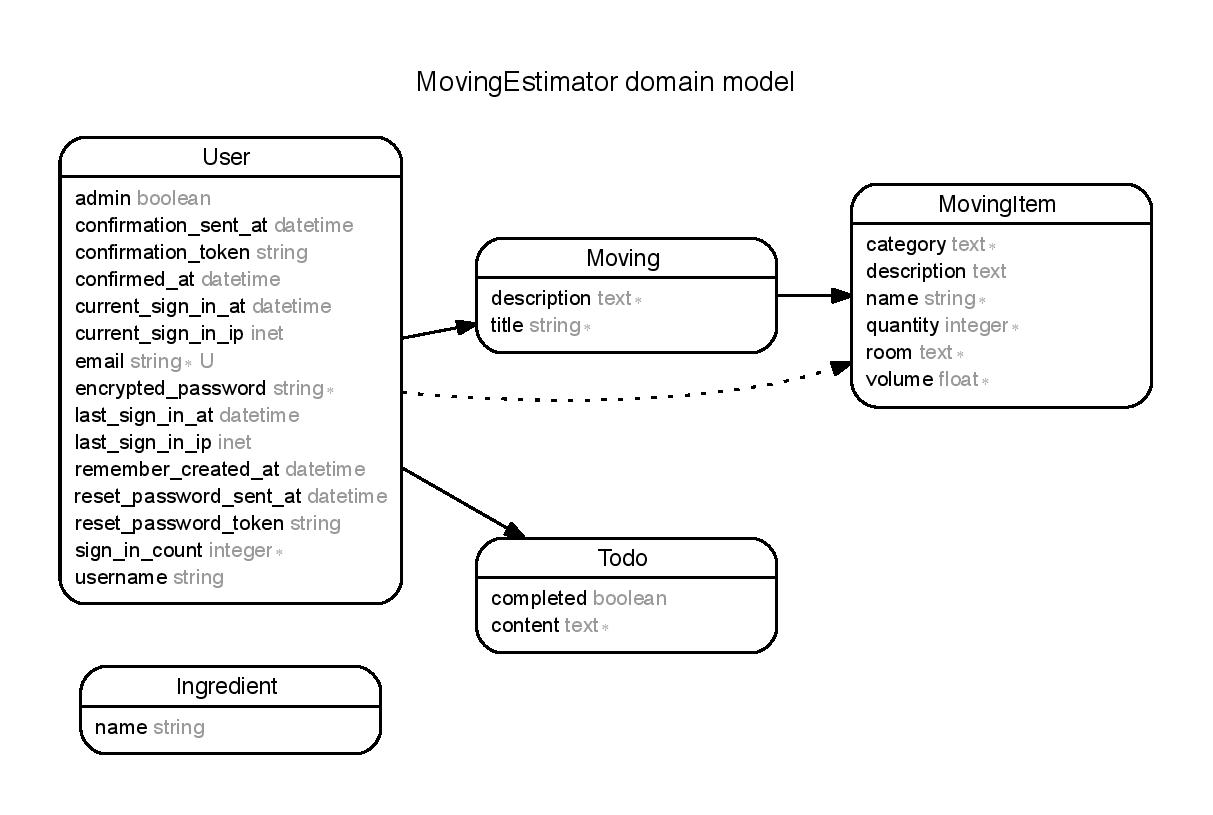 MovingEstimator domain model
User
admin boolean
confirmation_sent_at datetime
confirmation_token string
confirmed_at datetime
current_sign_in_at datetime
current_sign_in_ip inet
email string* U
encrypted_password string*
last_sign_in_at datetime
last_sign_in_ip inet
remember_created_at datetime
reset_password_sent_at datetime
reset_password_token string
sign_in_count integer*
username string
Moving
description text*
title string*
MovingItem
category text*
description text
name string*
quantity integer*
room text*
volume float*
Todo
completed boolean
content text*
Ingredient
name string